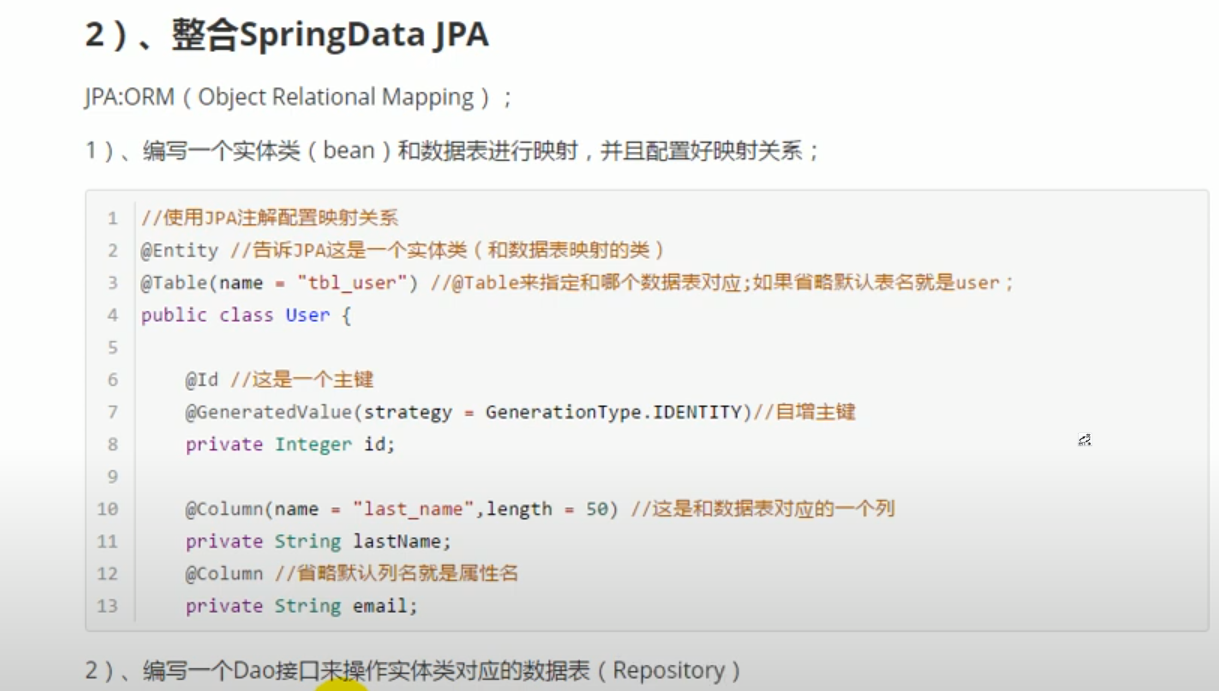 2）、整合SpringData JPA
JPA:ORM（Object Relational Mapping）；
1）、编写一个实体类（bean）和数据表进行映射，并且配置好映射关系；
1 //使用JPA注解配置映射关系
2 @Entity //告诉JPA这是一个实体类（和数据表映射的类）
3 @Table(name = "tbl_user") //@Table来指定和哪个数据表对应;如果省略默认表名就是user；
4 public class User {
5
6 @Id //这是一个主键
7 @GeneratedValue(strategy = GenerationType.IDENTITY)//自增主键
8 private Integer id;
9
10 @Column(name = "last_name",length = 50) //这是和数据表对应的一个列
11 private String lastName;
12 @Column //省略默认列名就是属性名
13 private String email;
2）、编写一个Dao接口来操作实体类对应的数据表（Repository）